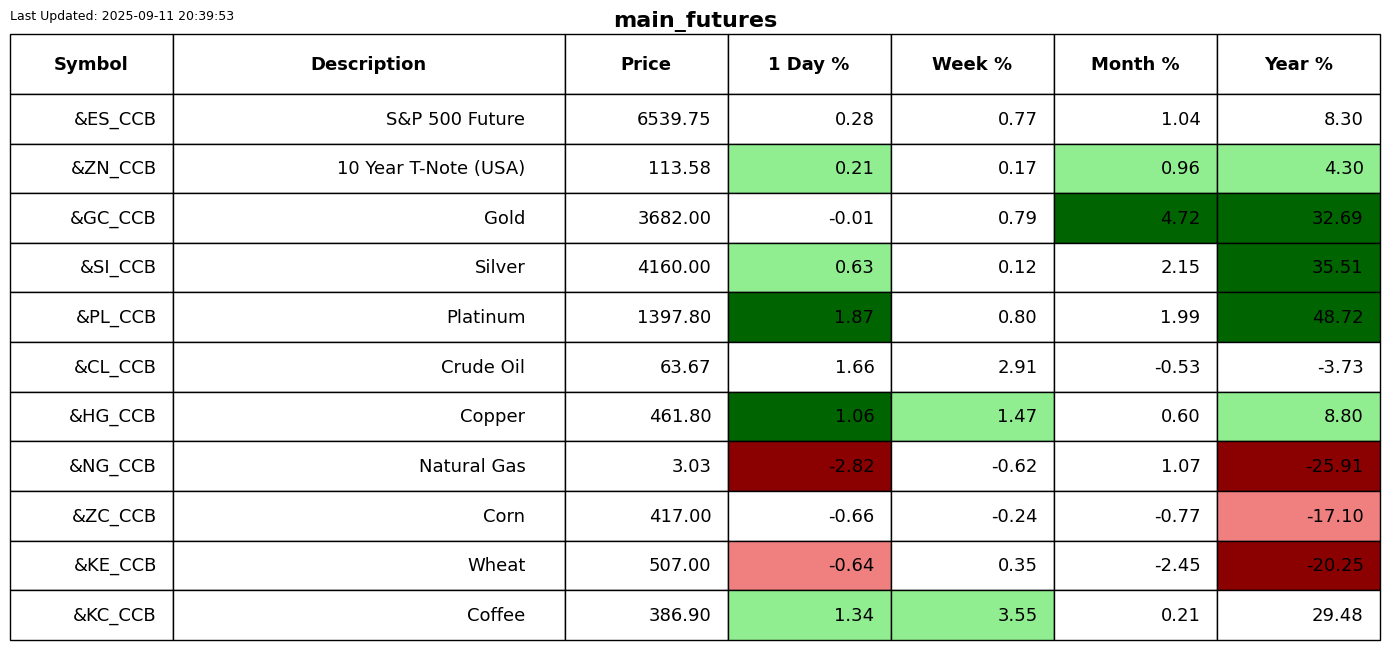 Last Updated: 2025-09-11 20:39:53
main_futures
Symbol Description Price 1 Day % Week % Month % Year %
&ES_CCB S&P 500 Future 6539.75 0.28 0.77 1.04 8.30
&ZN_CCB 10 Year T-Note (USA) 113.58 0.21 0.17 0.96 4.30
&GC_CCB Gold 3682.00 -0.01 0.79 4.72 32.69
&SI_CCB Silver 4160.00 0.63 0.12 2.15 35.51
&PL_CCB Platinum 1397.80 1.87 0.80 1.99 48.72
&CL_CCB Crude Oil 63.67 1.66 2.91 -0.53 -3.73
&HG_CCB Copper 461.80 1.06 1.47 0.60 8.80
&NG_CCB Natural Gas 3.03 -2.82 -0.62 1.07 -25.91
&ZC_CCB Corn 417.00 -0.66 -0.24 -0.77 -17.10
&KE_CCB Wheat 507.00 -0.64 0.35 -2.45 -20.25
&KC_CCB Coffee 386.90 1.34 3.55 0.21 29.48